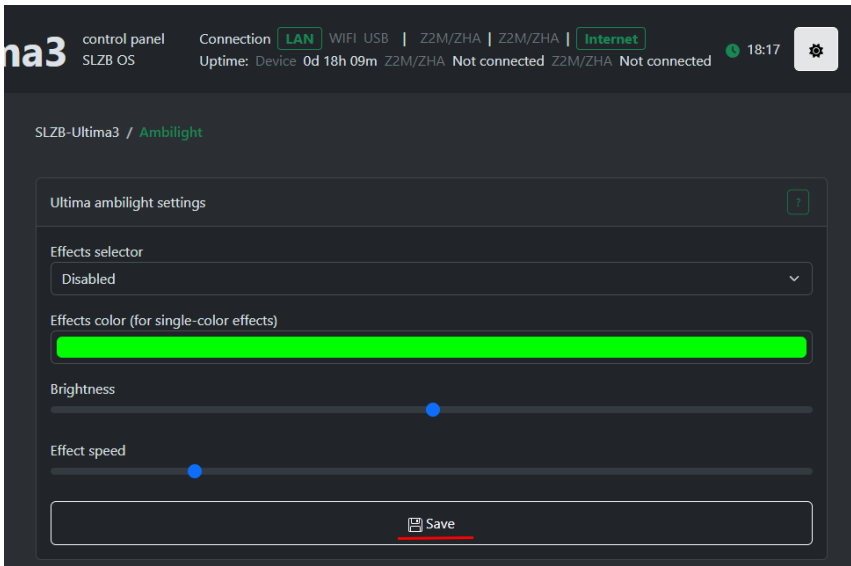 ma3
control panel
SLZB OS
Connection LAN WIFI USB | Z2M/ZHA | Z2M/ZHA | Internet
Uptime: Device 0d 18h 09m Z2M/ZHA Not connected Z2M/ZHA Not connected
18:17
SLZB-Ultima3 / Ambilight
Ultima ambilight settings
?
Effects selector
Disabled
Effects color (for single-color effects)
Brightness
Effect speed
Save